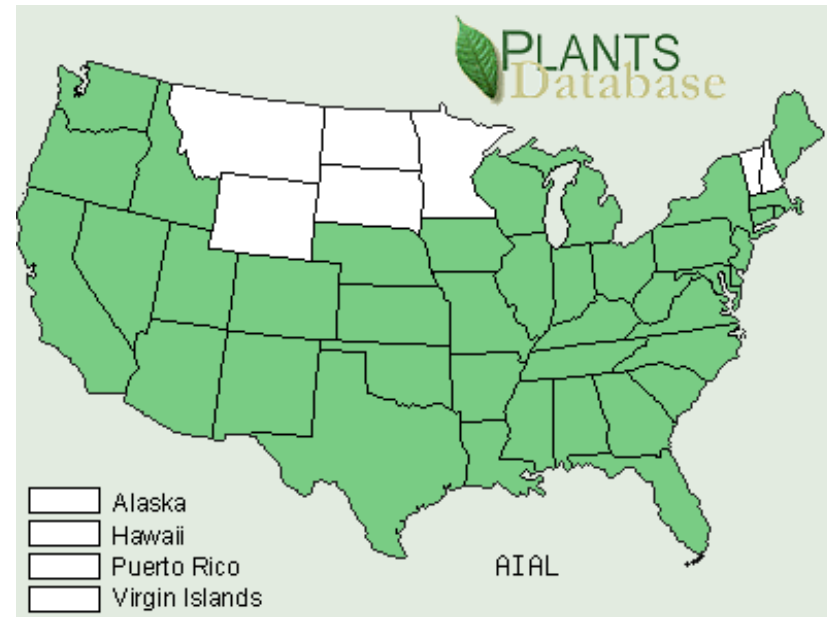 PLANTS
Database
Alaska
Hawaii
Puerto Rico
Virgin Islands
AIAL